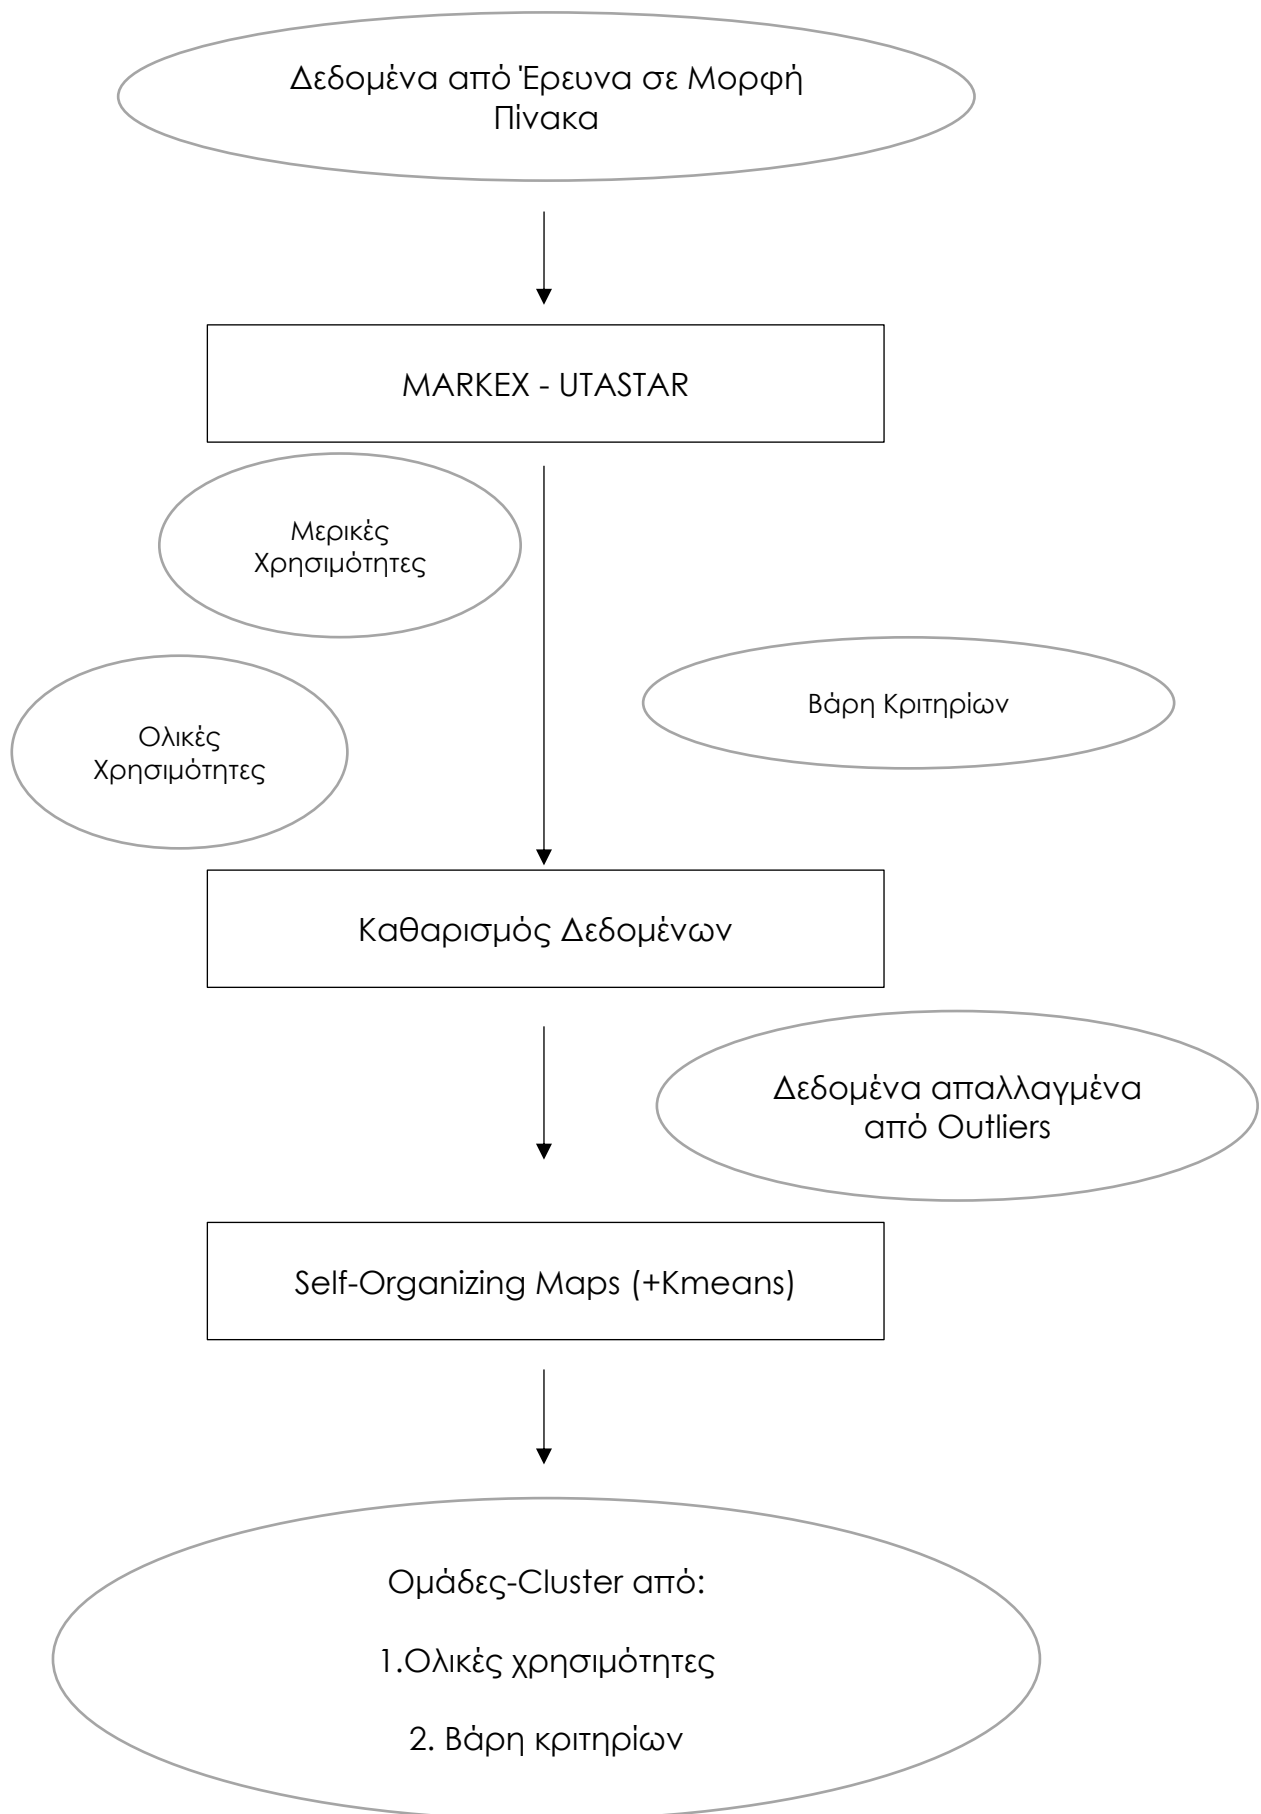 Δεδομένα από Έρευνα σε Μορφή
Πίνακα
MARKEX - UTASTAR
Μερικές
Χρησιμότητες
Βάρη Κριτηρίων
Ολικές
Χρησιμότητες
Καθαρισμός Δεδομένων
Δεδομένα απαλλαγμένα
από Outliers
Self-Organizing Maps (+Kmeans)
Ομάδες-Cluster από:
1.Ολικές χρησιμότητες
2. Βάρη κριτηρίων